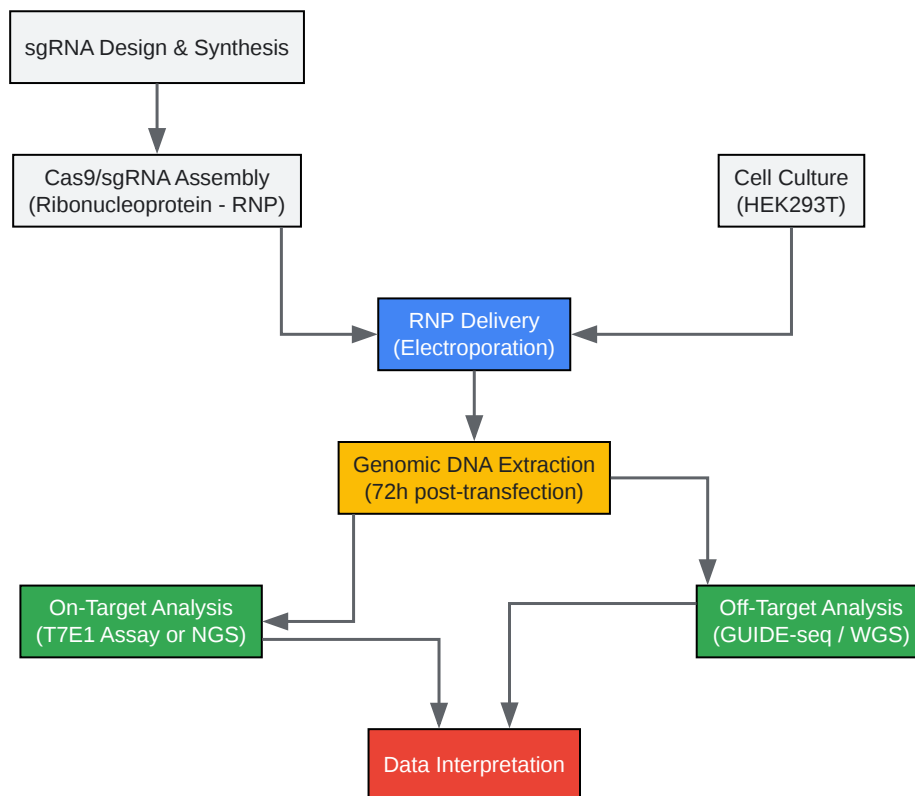 sgRNA Design & Synthesis
Cas9/sgRNA Assembly
(Ribonucleoprotein - RNP)
Cell Culture
(HEK293T)
RNP Delivery
(Electroporation)
Genomic DNA Extraction
(72h post-transfection)
On-Target Analysis
(T7E1 Assay or NGS)
Off-Target Analysis
(GUIDE-seq / WGS)
Data Interpretation